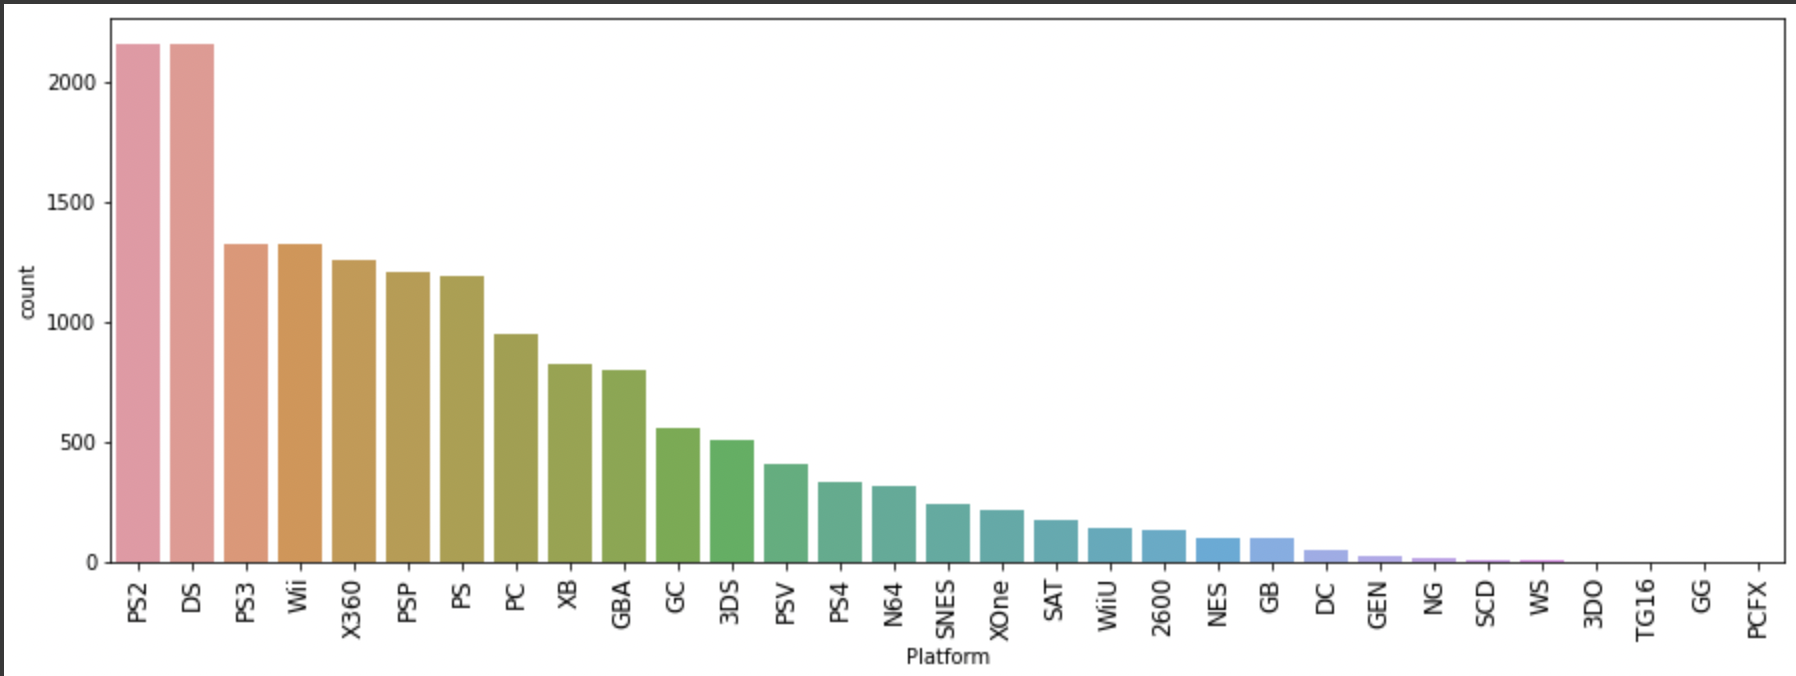 2000
1500
1000
500
0
count
PS2 DS PS3 Wii X360 PSP PS PC XB GBA GC 3DS PSV PS4 N64 SNES XOne SAT WiiU 2600 NES GB DC GEN NG SCD WS 3DO TG16 GG PCFX
Platform